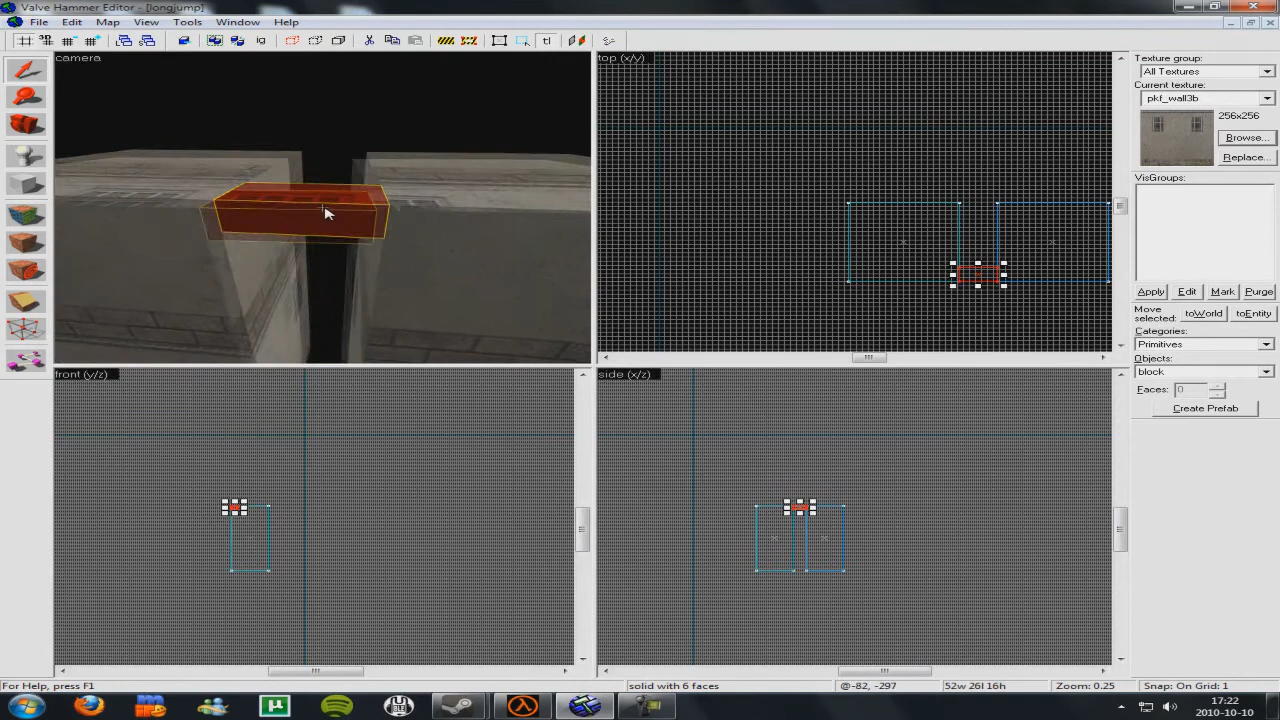 Valve Hammer Editor - [longjump]
File Edit Map View Tools Window Help
camera
top (x/y)
Texture group:
All Textures
Current texture:
pkf_wall3b
256x256
Browse...
Replace...
VisGroups:
Apply Edit Mark Purge
Move selected: toWorld toEntity
Categories:
Primitives
Objects:
block
Faces: 0
Create Prefab
front (y/z)
side (x/z)
For Help, press F1
solid with 6 faces
@-82, -297
52w 26l 16h
Zoom: 0.25
Snap: On Grid: 1
17:22
2010-10-10